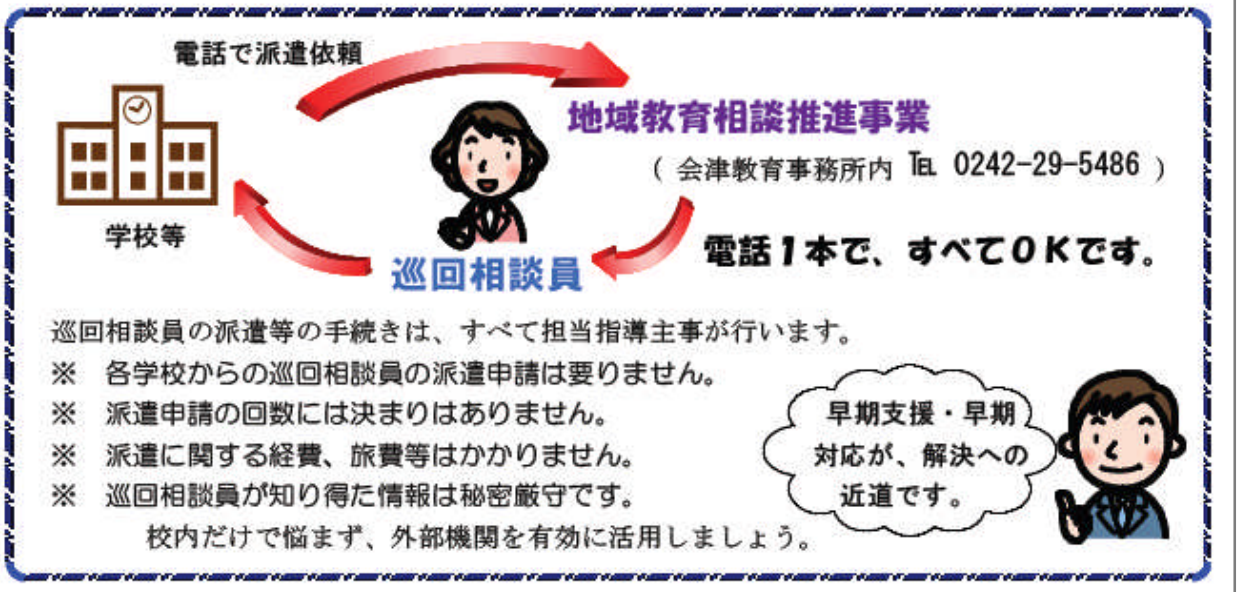 電話で派遣依頼
地域教育相談推進事業
（ 会津教育事務所内 ℡ 0242-29-5486 ）
学校等
電話１本で、すべてＯＫです。
巡回相談員
巡回相談員の派遣等の手続きは、すべて担当指導主事が行います。
※ 各学校からの巡回相談員の派遣申請は要りません。
※ 派遣申請の回数には決まりはありません。
※ 派遣に関する経費、旅費等はかかりません。
※ 巡回相談員が知り得た情報は秘密厳守です。
校内だけで悩まず、外部機関を有効に活用しましょう。
早期支援・早期
対応が、解決への
近道です。